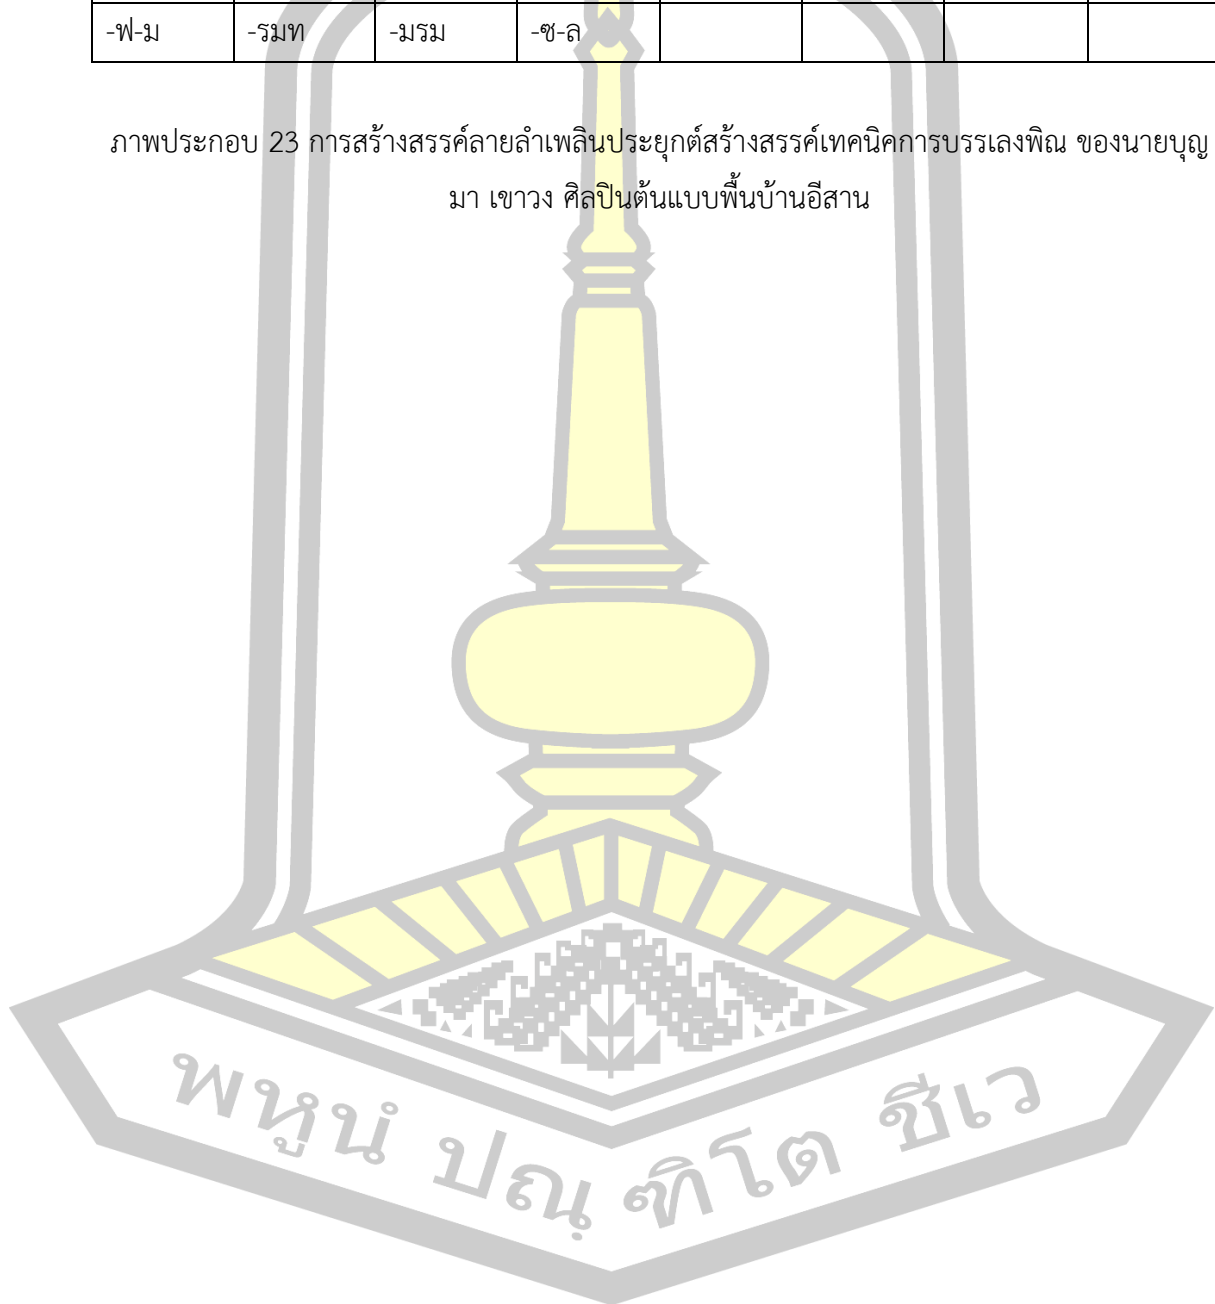 -ฟ-ม -รมท -มรม -ซ-ล
ภาพประกอบ 23 การสร้างสรรค์ลายลำเพลินประยุกต์สร้างสรรค์เทคนิคการบรรเลงพิณ ของนายบุญ
มา เขาวง ศิลปินต้นแบบพื้นบ้านอีสาน
พหูนํ ปณฺ ฑิโต ชีเว